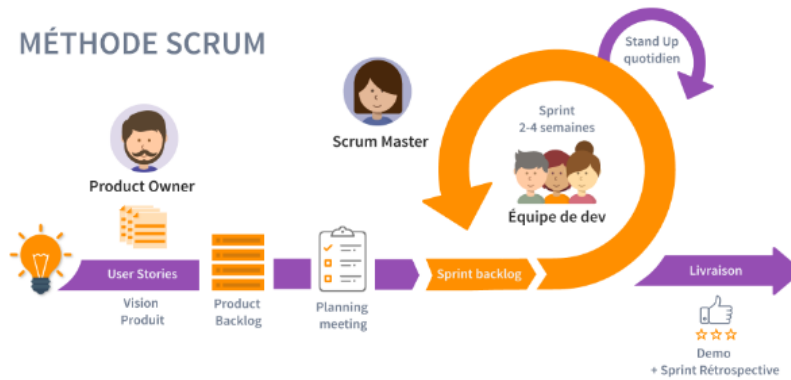 MÉTHODE SCRUM
Stand Up
quotidien
Sprint
2-4 semaines
Scrum Master
Product Owner
Équipe de dev
User Stories
Sprint backlog
Livraison
Vision
Produit
Product
Backlog
Planning
meeting
Demo
+ Sprint Rétrospective